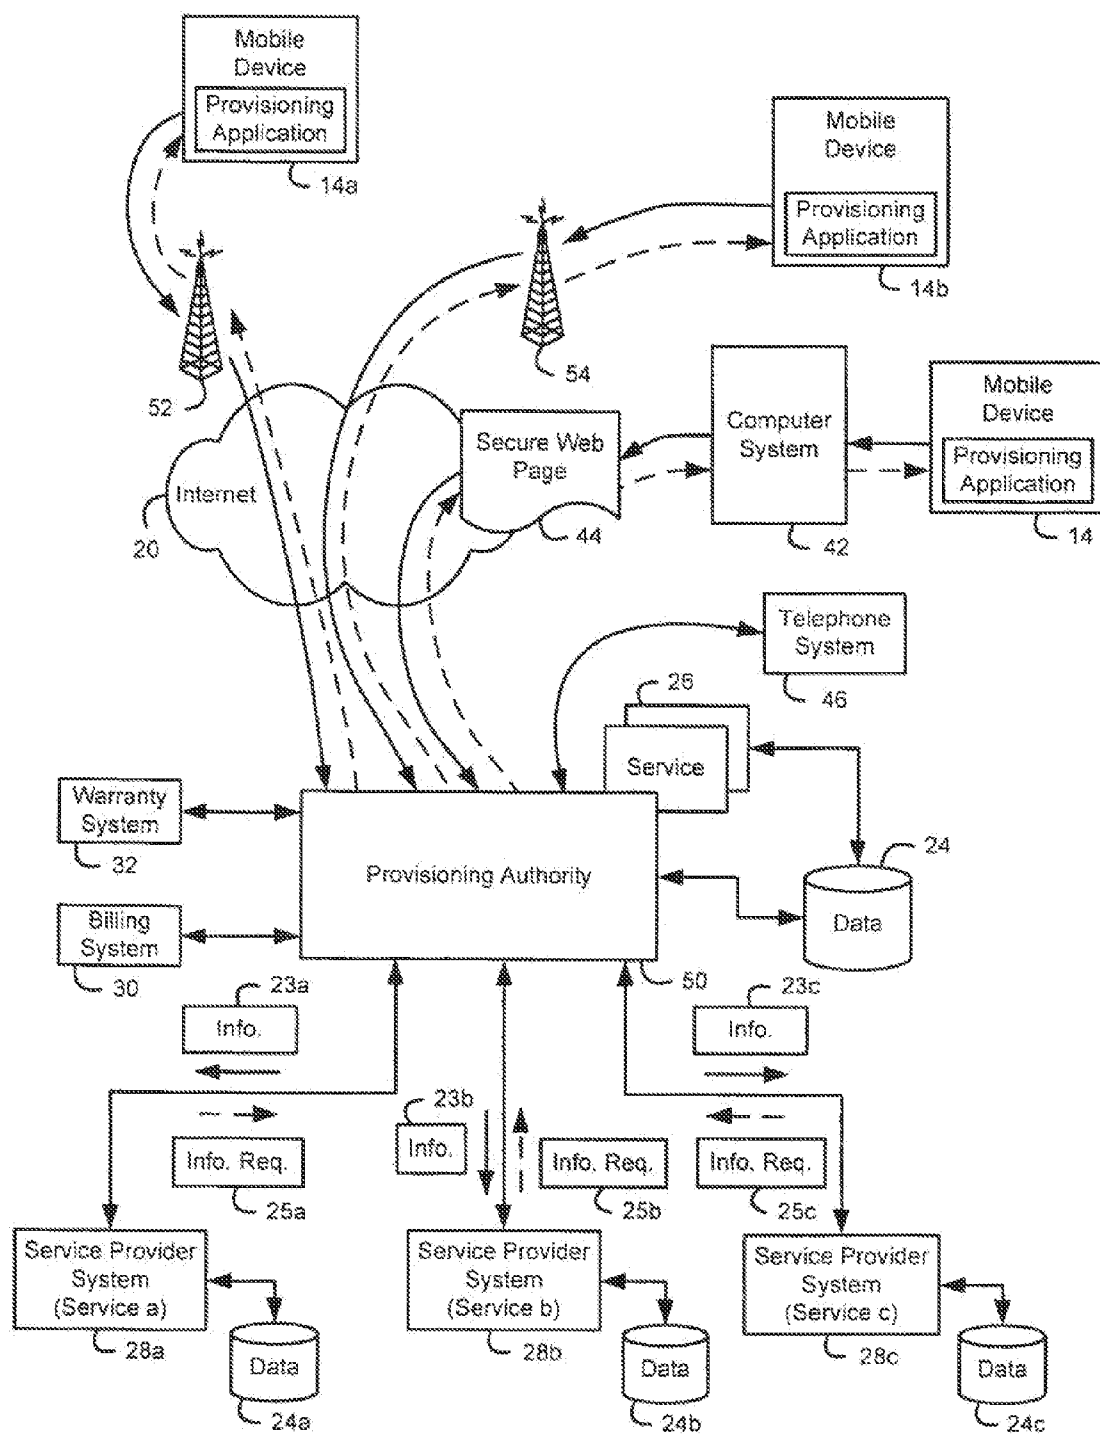 Mobile
Device
Provisioning
Application
14a
Mobile
Device
Provisioning
Application
14b
52
54
Mobile
Device
Provisioning
Application
14
Computer
System
42
Secure Web
Page
44
Internet
20
Telephone
System
46
26
Service
Warranty
System
32
Provisioning Authority
50
24
Data
Billing
System
30
23a
Info.
23c
Info.
23b
Info.
Info. Req.
25a
Info. Req.
25b
Info. Req.
25c
Service Provider
System
(Service a)
28a
Data
24a
Service Provider
System
(Service b)
28b
Data
24b
Service Provider
System
(Service c)
28c
Data
24c